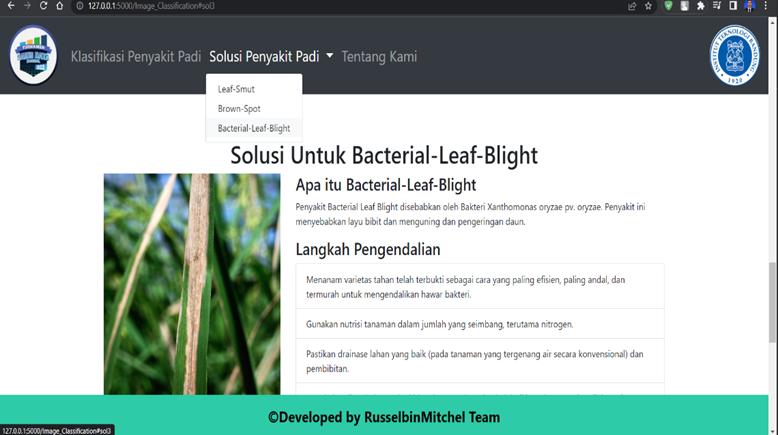 127.0.0.1:5000/Image_Classification#sol3
Klasifikasi Penyakit Padi Solusi Penyakit Padi Tentang Kami
INSTITUT TEKNOLOGI BANDUNG
1920
Leaf-Smut
Brown-Spot
Bacterial-Leaf-Blight
Solusi Untuk Bacterial-Leaf-Blight
Apa itu Bacterial-Leaf-Blight
Penyakit Bacterial Leaf Blight disebabkan oleh Bakteri Xanthomonas oryzae pv. oryzae. Penyakit ini
menyebabkan layu bibit dan menguning dan pengeringan daun.
Langkah Pengendalian
Menanam varietas tahan telah terbukti sebagai cara yang paling efisien, paling andal, dan
termurah untuk mengendalikan hawar bakteri.
Gunakan nutrisi tanaman dalam jumlah yang seimbang, terutama nitrogen.
Pastikan drainase lahan yang baik (pada tanaman yang tergenang air secara konvensional) dan
pembibitan.
©Developed by RusselbinMitchel Team
127.0.0.1:5000/Image_Classification#sol3